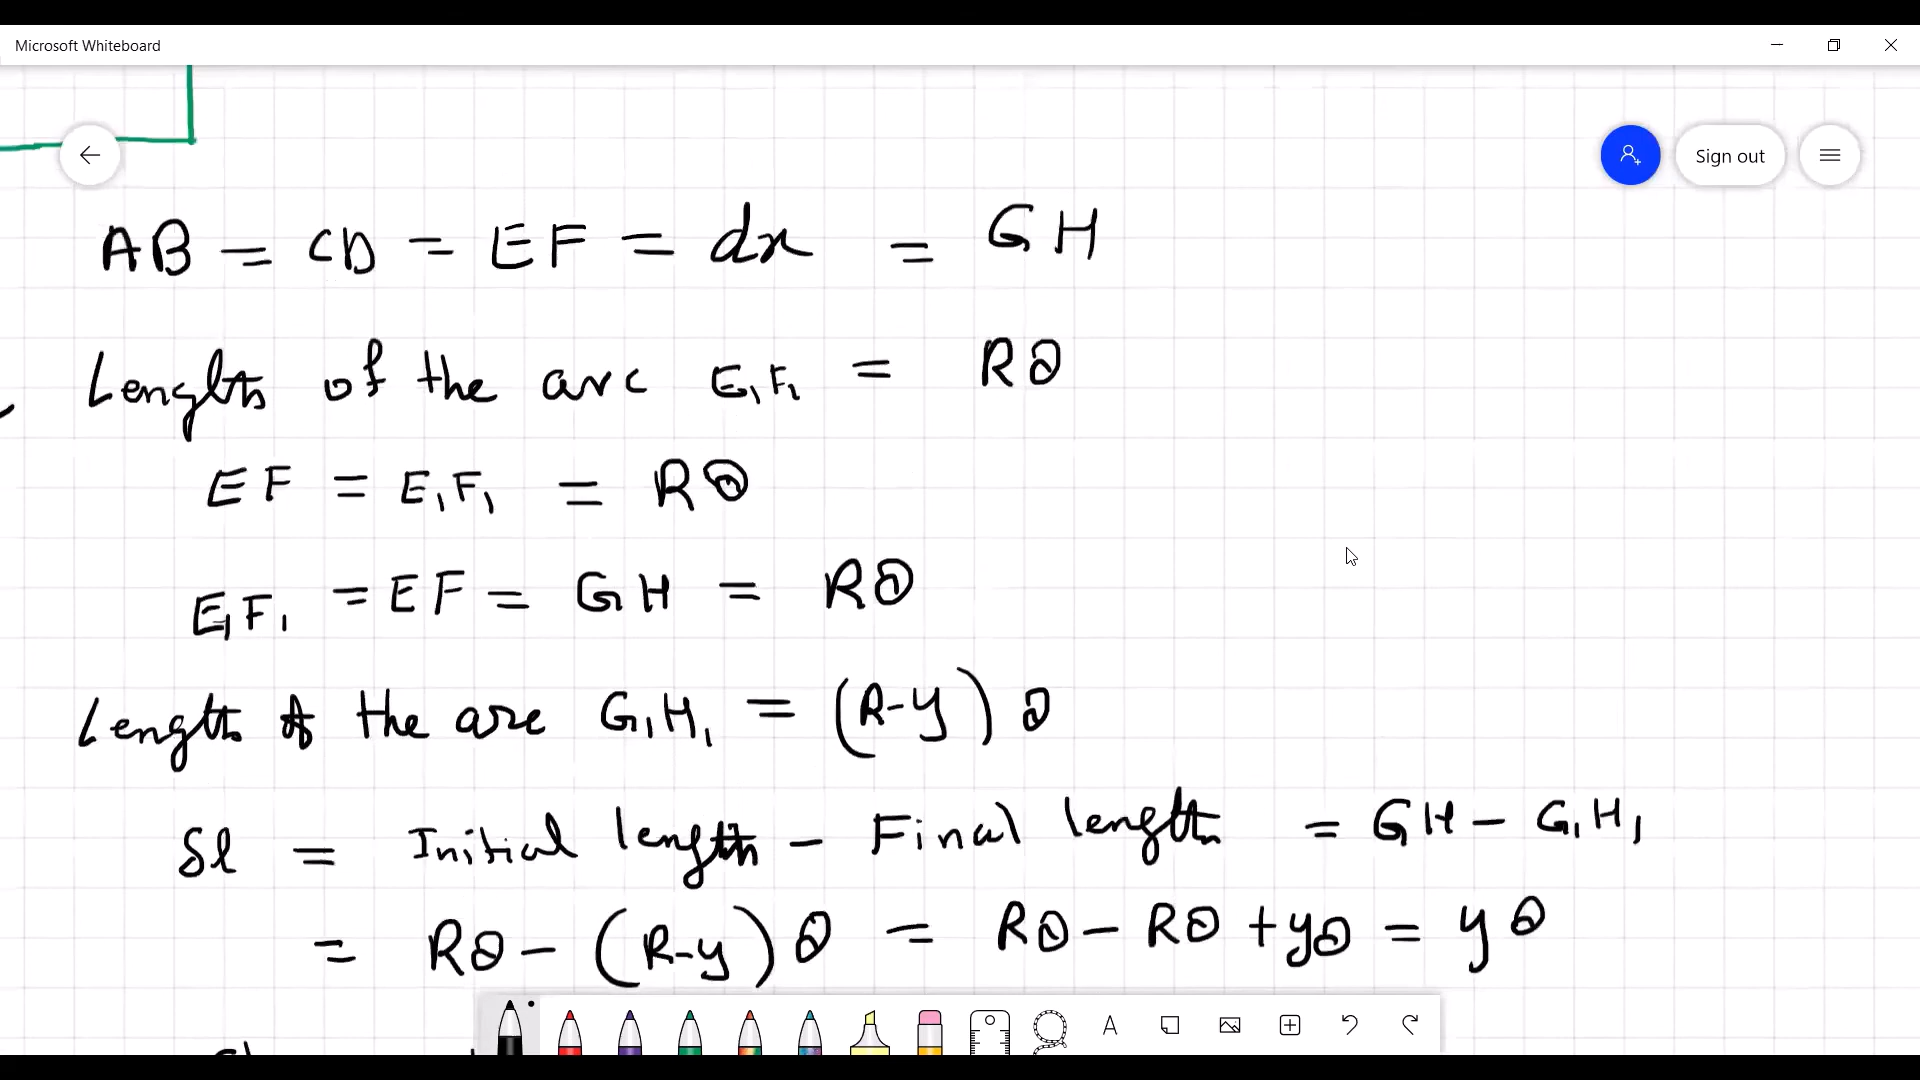 Microsoft Whiteboard
Sign out
AB = CD = EF = dx = GH
Length of the arc E₁F₁ = Rθ
EF = E₁F₁ = Rθ
E₁F₁ = EF = GH = Rθ
Length of the arc G₁H₁ = (R-y) θ
δl = Initial length - Final length = GH - G₁H₁
= Rθ - (R-y) θ = Rθ - Rθ + yθ = yθ